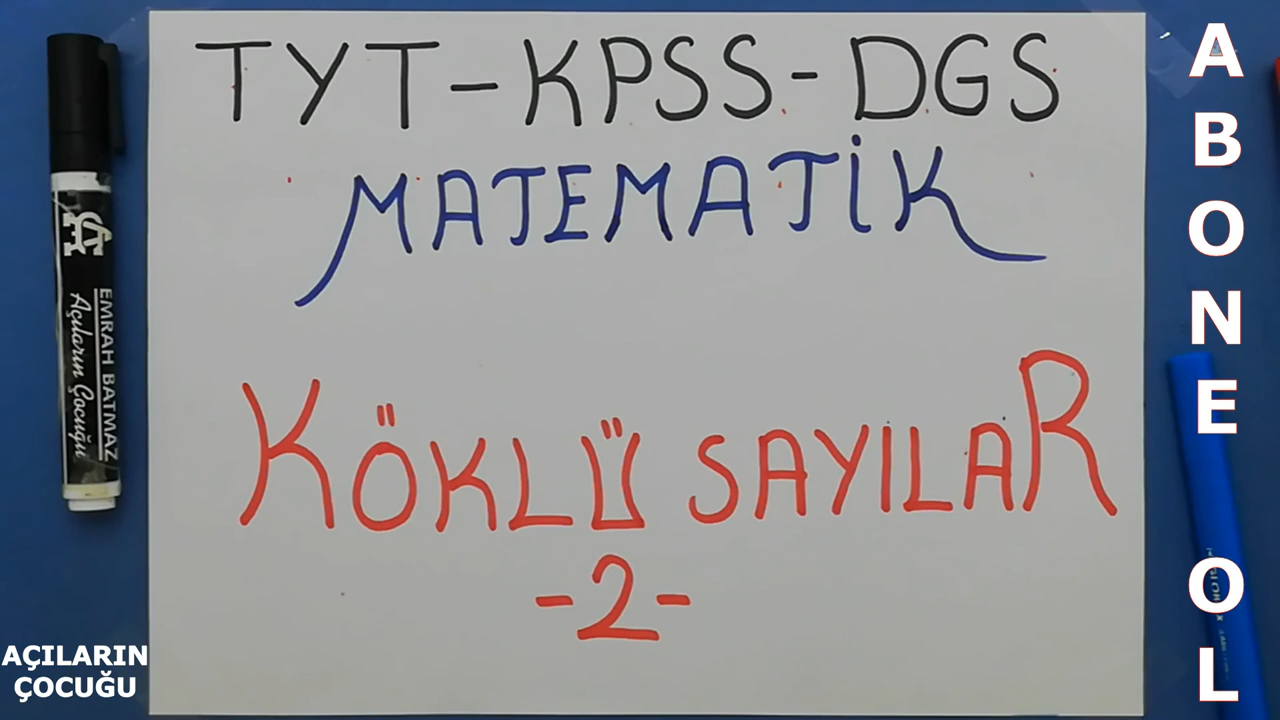 TYT-KPSS-DGS
MATEMATİK
KÖKLÜ SAYILAR
-2-
EMRAH BATMAZ
Açıların Çocuğu
AÇILARIN
ÇOCUĞU
ABONE OL